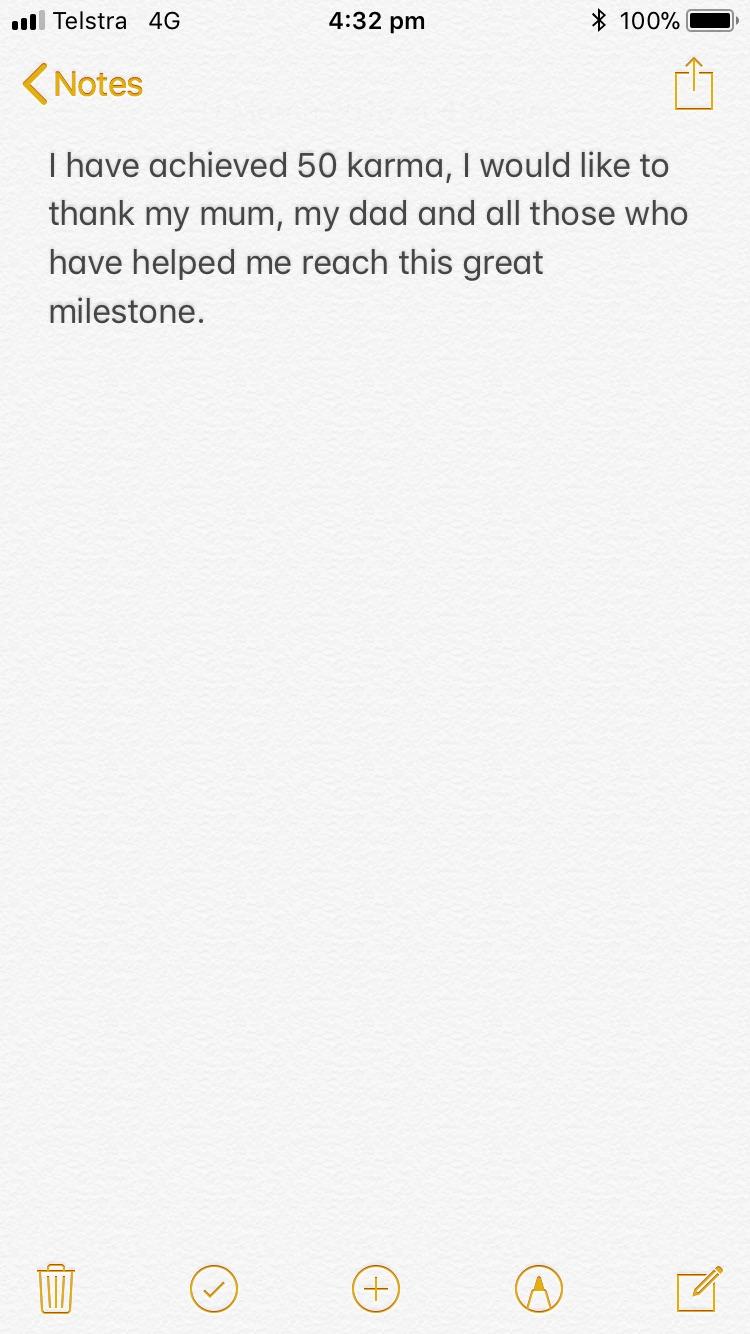 Telstra 4G 4:32 pm 100%
Notes
I have achieved 50 karma, I would like to
thank my mum, my dad and all those who
have helped me reach this great
milestone.